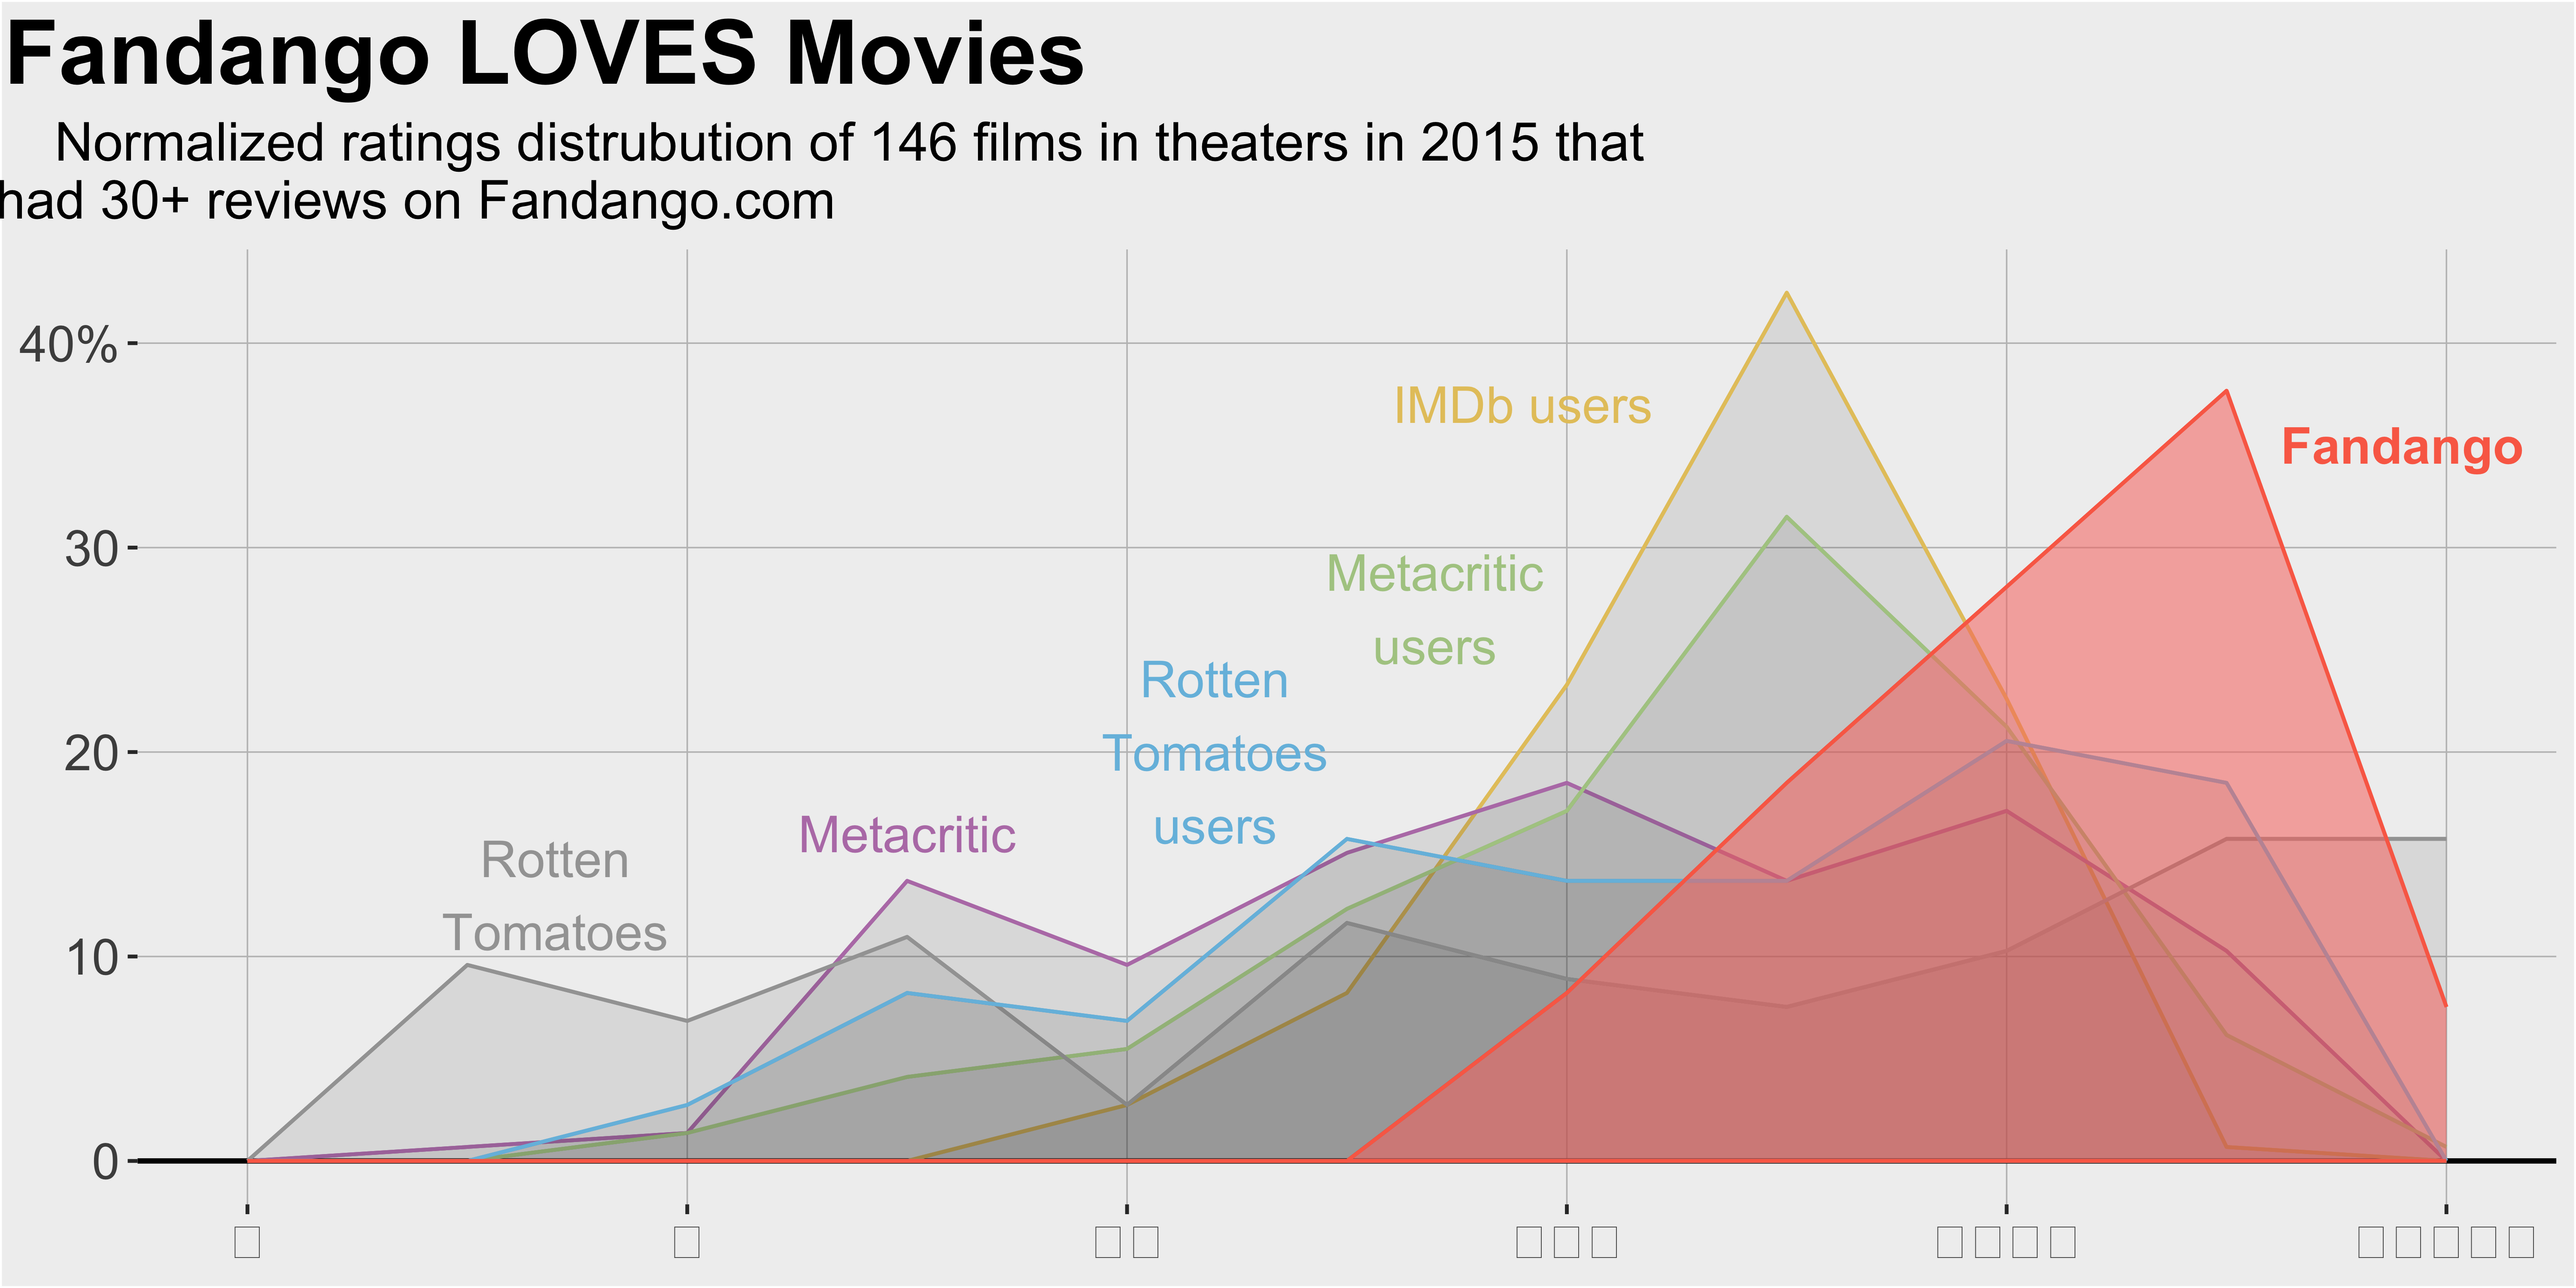 Fandango LOVES Movies
Normalized ratings distrubution of 146 films in theaters in 2015 that
had 30+ reviews on Fandango.com
40%
30
20
10
0
IMDb users
Fandango
Metacritic
users
Rotten
Tomatoes
users
Metacritic
Rotten
Tomatoes
□
□
□ □
□ □ □
□ □ □ □
□ □ □ □ □